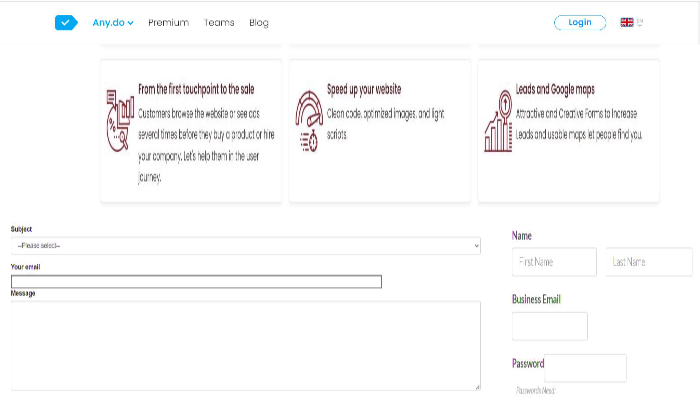 Any.do Premium Teams Blog Login EN
From the first touchpoint to the sale
Customers browse the website or see ads
several times before they buy a product or hire
your company. Let's help them in the user
journey.
Speed up your website
Clean code, optimized images, and light
scripts.
Leads and Google maps
Attractive and Creative Forms to Increase
Leads and usable maps let people find you.
Subject
--Please select--
Your email
Message
Name
First Name Last Name
Business Email
Password
Passwords Need: